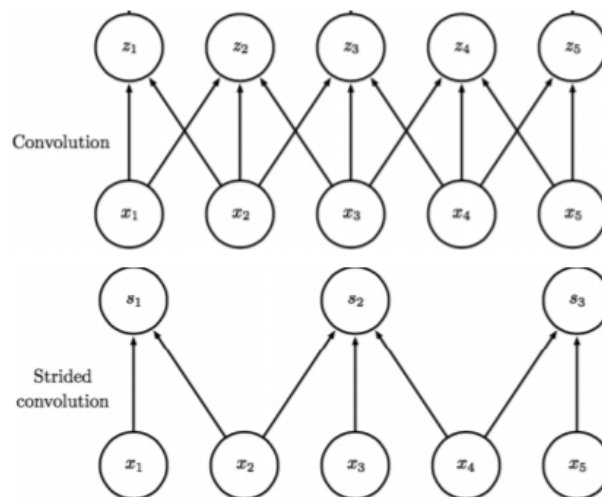 z₁ z₂ z₃ z₄ z₅
Convolution
x₁ x₂ x₃ x₄ x₅
s₁ s₂ s₃
Strided
convolution
x₁ x₂ x₃ x₄ x₅